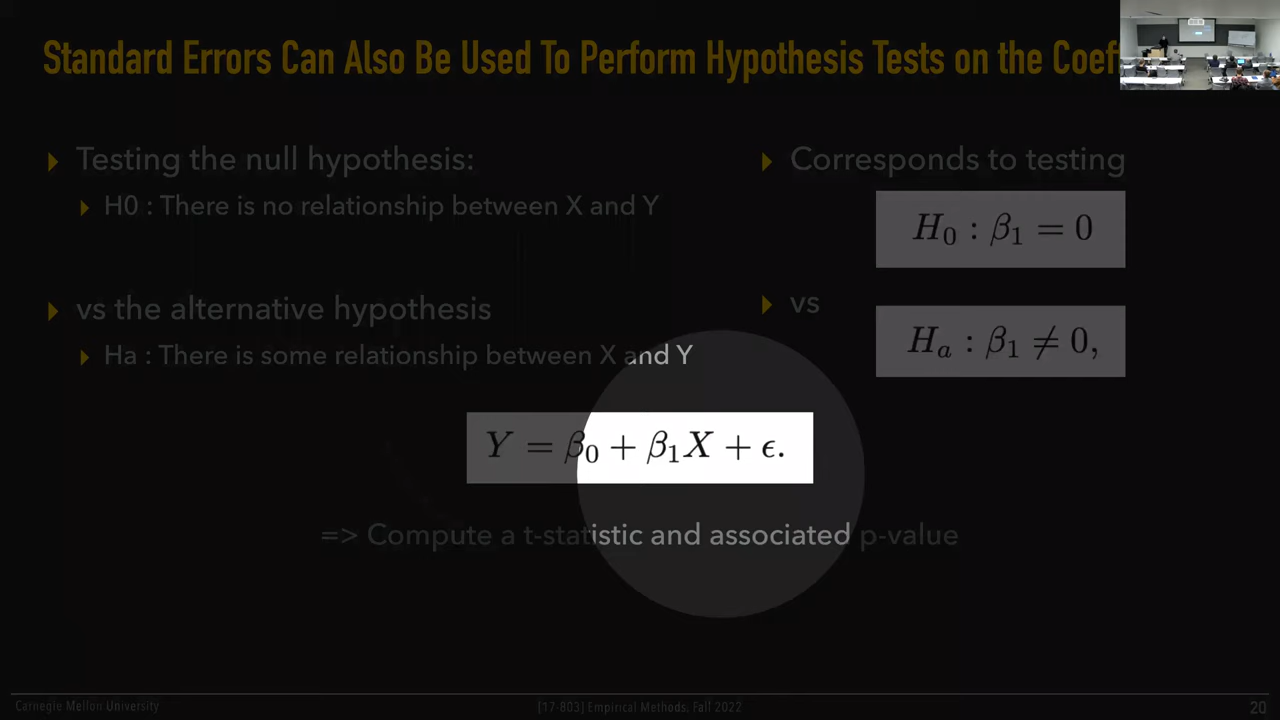 Standard Errors Can Also Be Used To Perform Hypothesis Tests on the Coef
Testing the null hypothesis:
H0 : There is no relationship between X and Y
vs the alternative hypothesis
Ha : There is some relationship between X and Y
Corresponds to testing
H₀ : β₁ = 0
vs
Hₐ : β₁ ≠ 0,
Y = β₀ + β₁X + ϵ.
=> Compute a t-statistic and associated p-value
Carnegie Mellon University
[17-803] Empirical Methods, Fall 2022
20